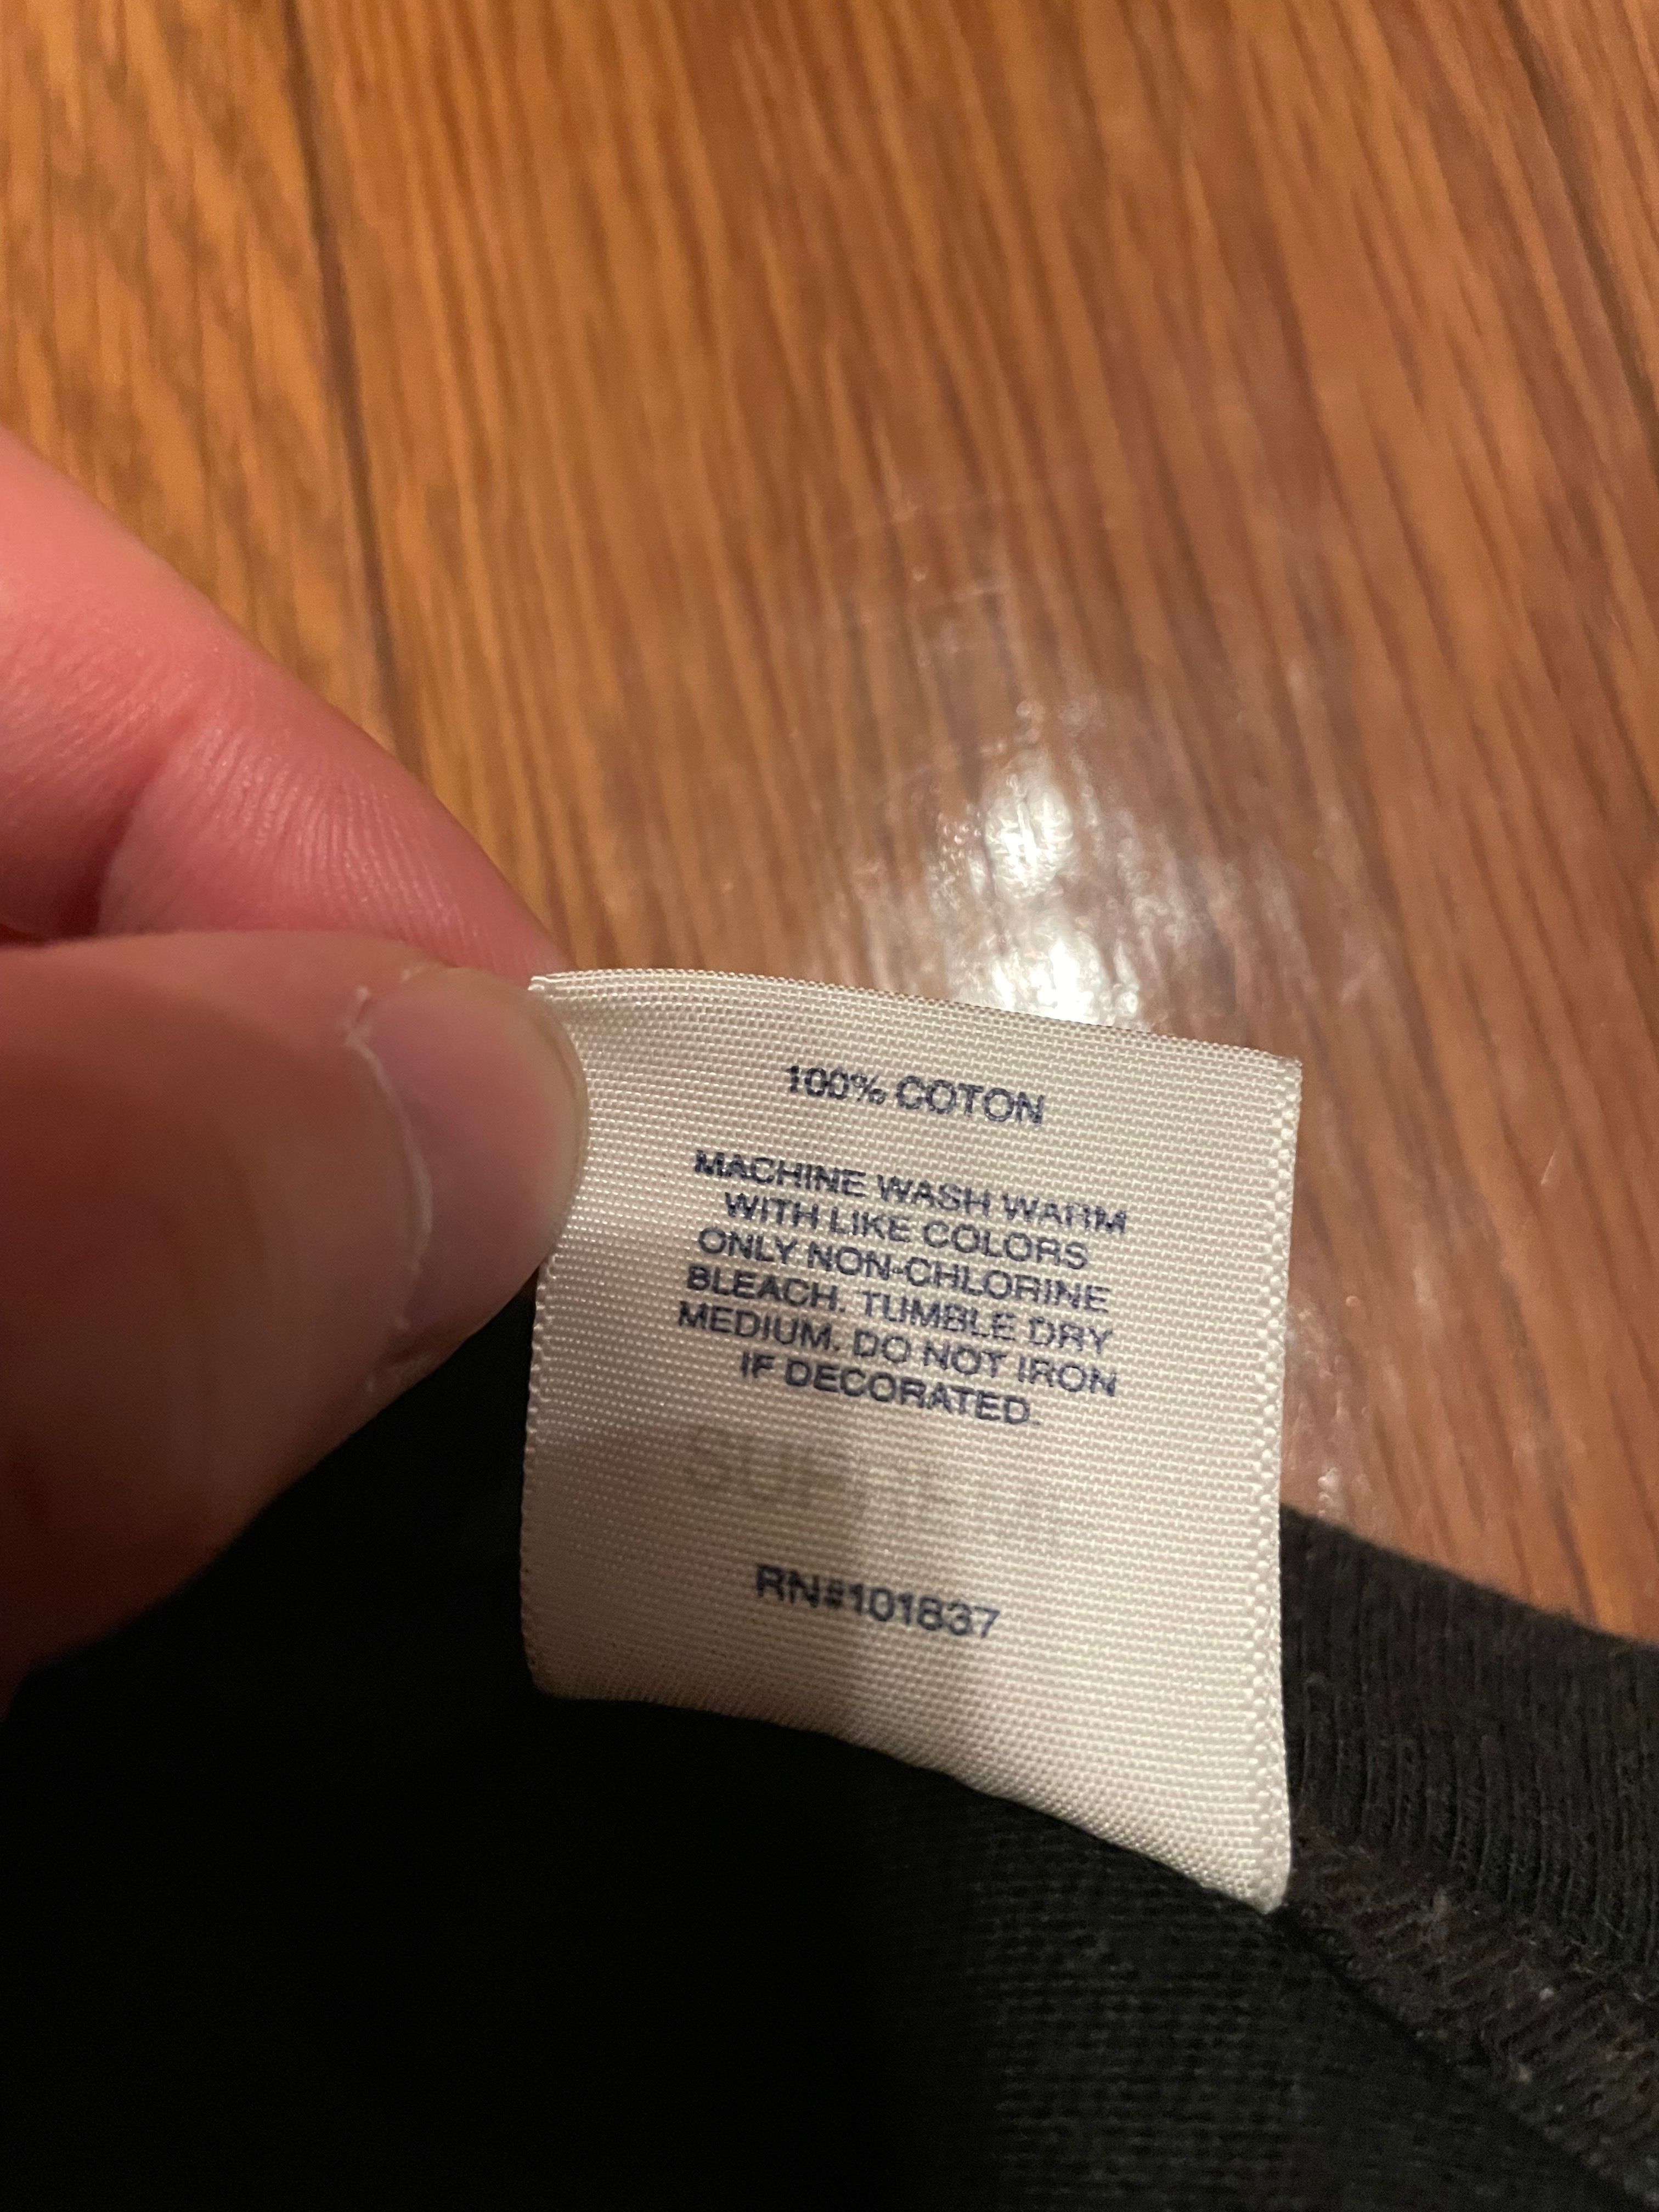 100% COTON
MACHINE WASH WARM
WITH LIKE COLORS
ONLY NON-CHLORINE
BLEACH. TUMBLE DRY
MEDIUM. DO NOT IRON
IF DECORATED.
RN#101837